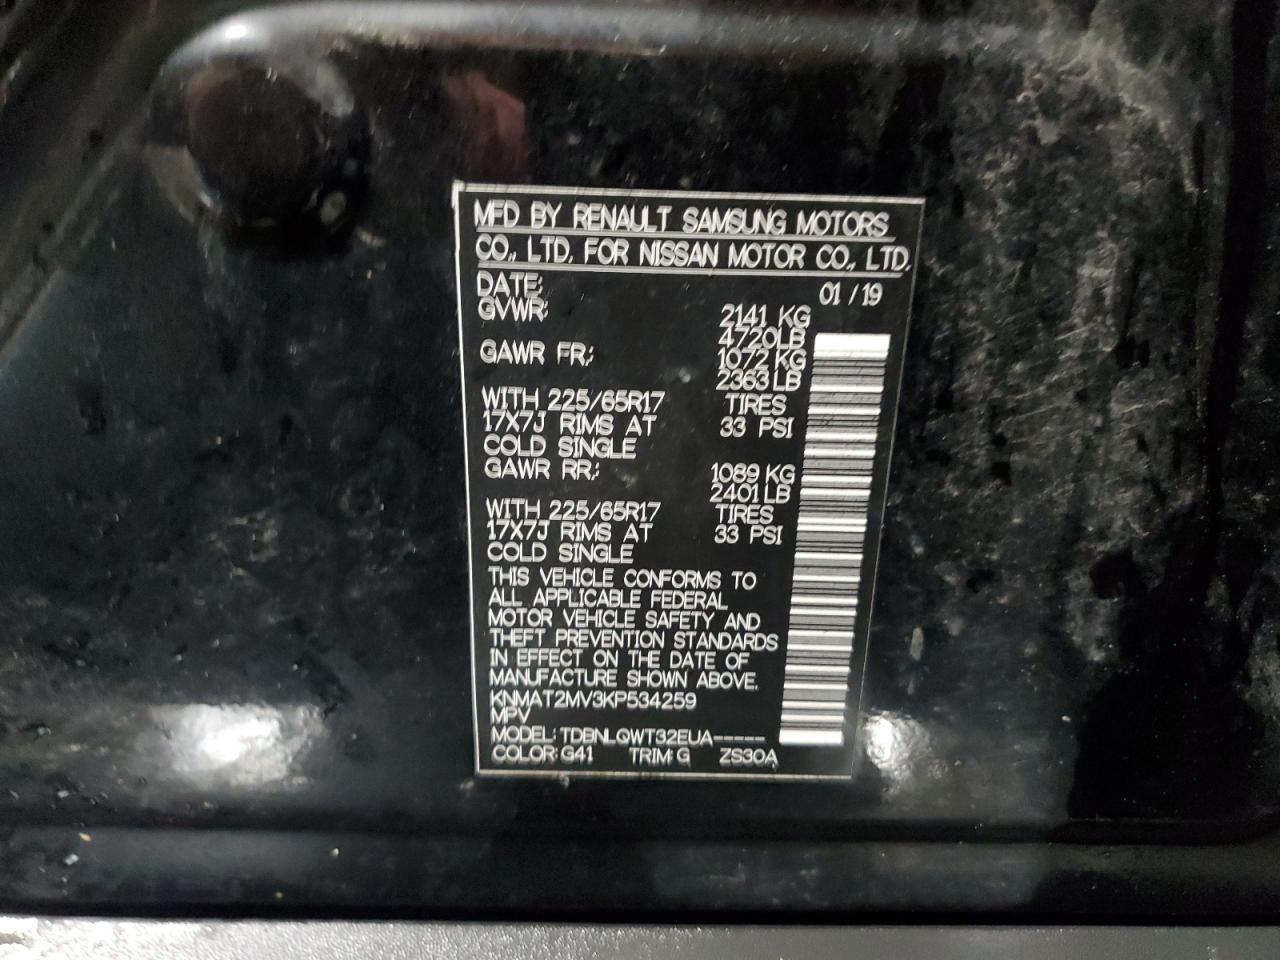 MFD BY RENAULT SAMSUNG MOTORS
CO., LTD. FOR NISSAN MOTOR CO., LTD.
DATE: 01 / 19
GVWR: 2141 KG
4720LB
GAWR FR: 1072 KG
2363 LB
WITH 225/65R17 TIRES
17X7J RIMS AT 33 PSI
COLD SINGLE
GAWR RR: 1089 KG
2401 LB
WITH 225/65R17 TIRES
17X7J RIMS AT 33 PSI
COLD SINGLE
THIS VEHICLE CONFORMS TO
ALL APPLICABLE FEDERAL
MOTOR VEHICLE SAFETY AND
THEFT PREVENTION STANDARDS
IN EFFECT ON THE DATE OF
MANUFACTURE SHOWN ABOVE.
KNMAT2MV3KP534259
MPV
MODEL: TDBNLQWT32EUA-----
COLOR: G41 TRIM: G ZS30A